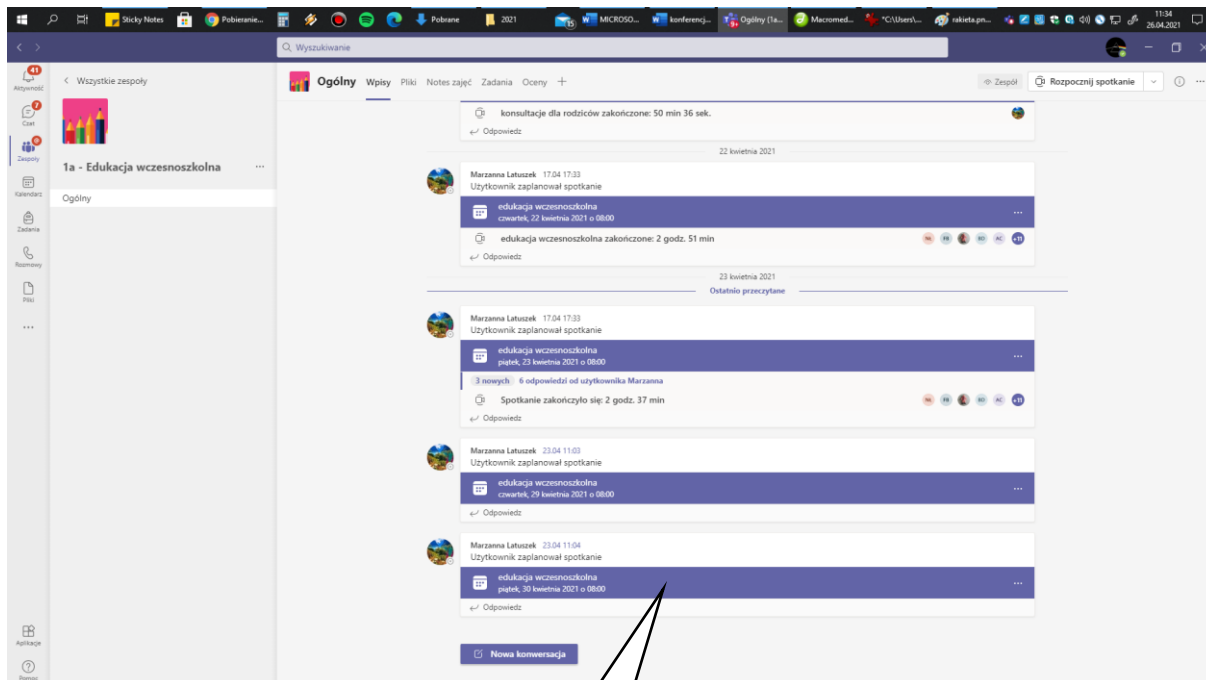 Sticky Notes
Pobieranie...
Pobrane
2021
15
MICROSO...
konferencj...
9+
Ogólny (1a...
Macromed...
*C:\Users\...
rakieta.pn...
11:34
26.04.2021
Wyszukiwanie
41
Aktywność
Czat
Zespoły
Kalendarz
Zadania
Rozmowy
Pliki
Aplikacje
Pomoc
Wszystkie zespoły
1a - Edukacja wczesnoszkolna
Ogólny
Ogólny Wpisy Pliki Notes zajęć Zadania Oceny
Zespół
Rozpocznij spotkanie
konsultacje dla rodziców zakończone: 50 min 36 sek.
Odpowiedz
22 kwietnia 2021
Marzanna Latuszek 17.04 17:33
Użytkownik zaplanował spotkanie
edukacja wczesnoszkolna
czwartek, 22 kwietnia 2021 o 08:00
edukacja wczesnoszkolna zakończone: 2 godz. 51 min
+11
Odpowiedz
23 kwietnia 2021
Ostatnio przeczytane
Marzanna Latuszek 17.04 17:33
Użytkownik zaplanował spotkanie
edukacja wczesnoszkolna
piątek, 23 kwietnia 2021 o 08:00
3 nowych 6 odpowiedzi od użytkownika Marzanna
Spotkanie zakończyło się: 2 godz. 37 min
+11
Odpowiedz
Marzanna Latuszek 23.04 11:03
Użytkownik zaplanował spotkanie
edukacja wczesnoszkolna
czwartek, 29 kwietnia 2021 o 08:00
Odpowiedz
Marzanna Latuszek 23.04 11:04
Użytkownik zaplanował spotkanie
edukacja wczesnoszkolna
piątek, 30 kwietnia 2021 o 08:00
Odpowiedz
Nowa konwersacja